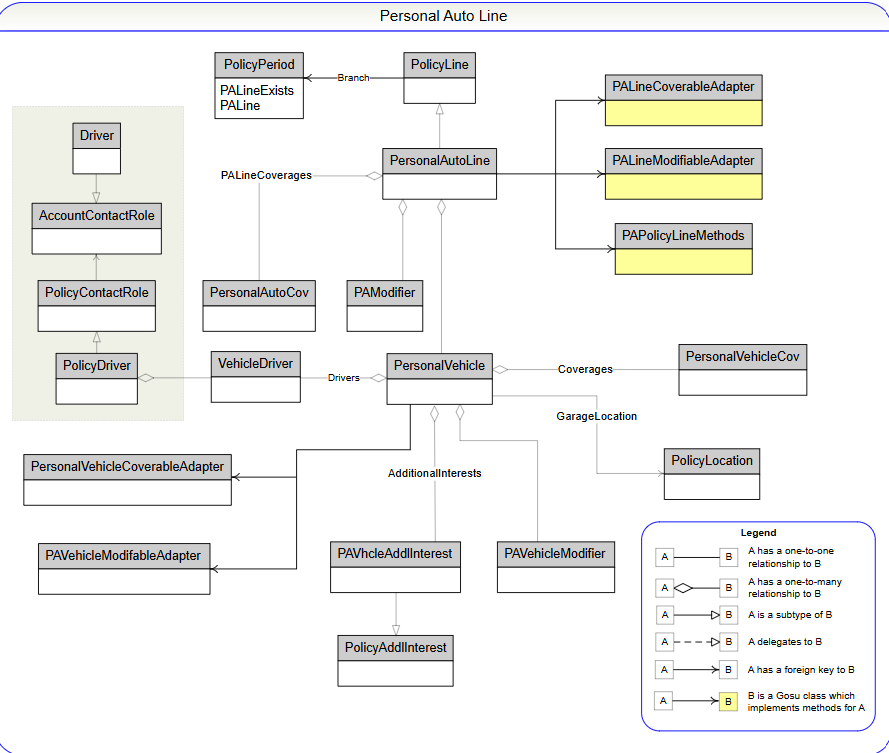 Personal Auto Line
PolicyPeriod
PALineExists
PALine
Branch
PolicyLine
PALineCoverableAdapter
Driver
PersonalAutoLine
PALineModifiableAdapter
PALineCoverages
AccountContactRole
PAPolicyLineMethods
PolicyContactRole
PersonalAutoCov
PAModifier
PolicyDriver
VehicleDriver
Drivers
PersonalVehicle
Coverages
PersonalVehicleCov
GarageLocation
PersonalVehicleCoverableAdapter
AdditionalInterests
PolicyLocation
PAVehicleModifableAdapter
PAVhcleAddlInterest
PAVehicleModifier
PolicyAddlInterest
Legend
A B A has a one-to-one
relationship to B
A B A has a one-to-many
relationship to B
A B A is a subtype of B
A B A delegates to B
A B A has a foreign key to B
A B B is a Gosu class which
implements methods for A